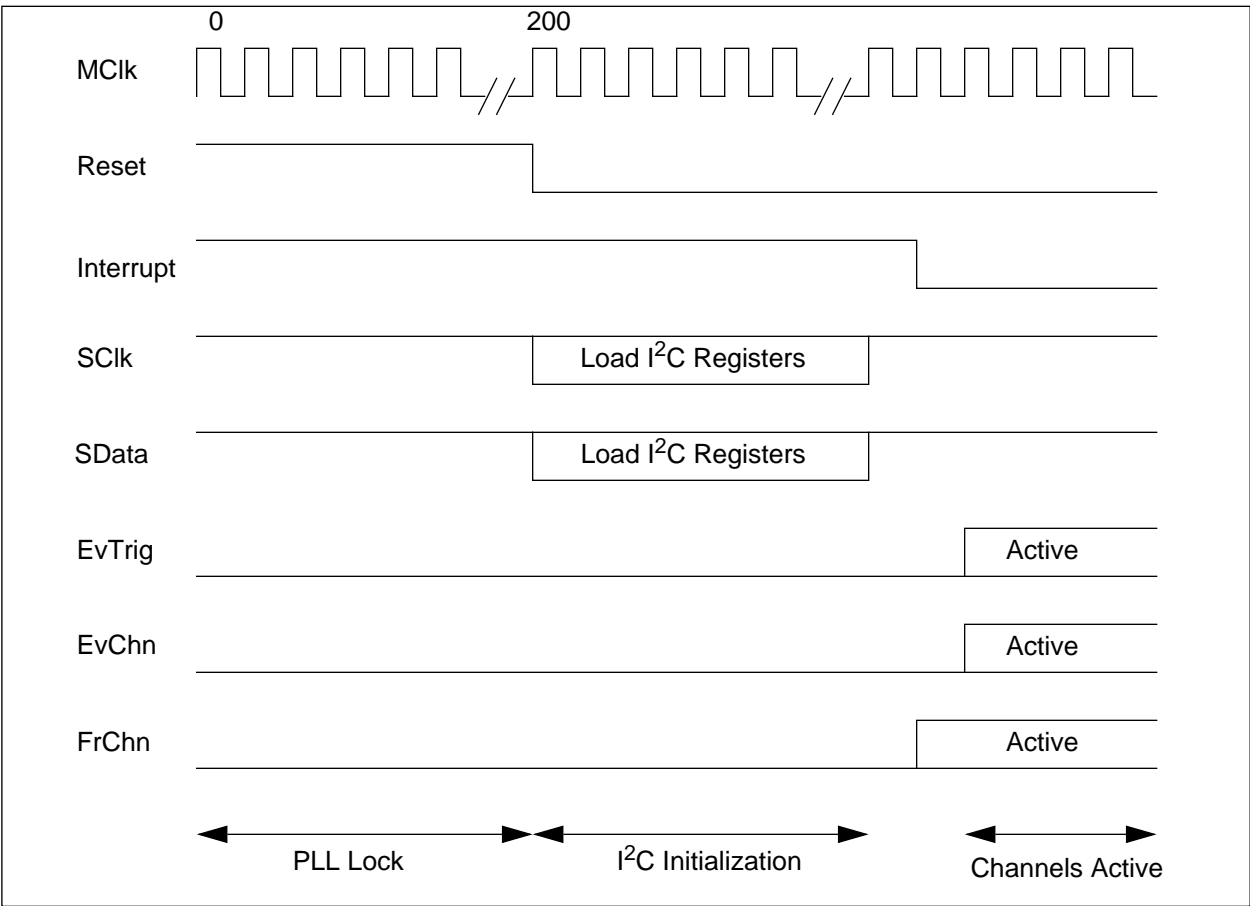 0 200
MClk
Reset
Interrupt
SClk Load I²C Registers
SData Load I²C Registers
EvTrig Active
EvChn Active
FrChn Active
PLL Lock I²C Initialization Channels Active